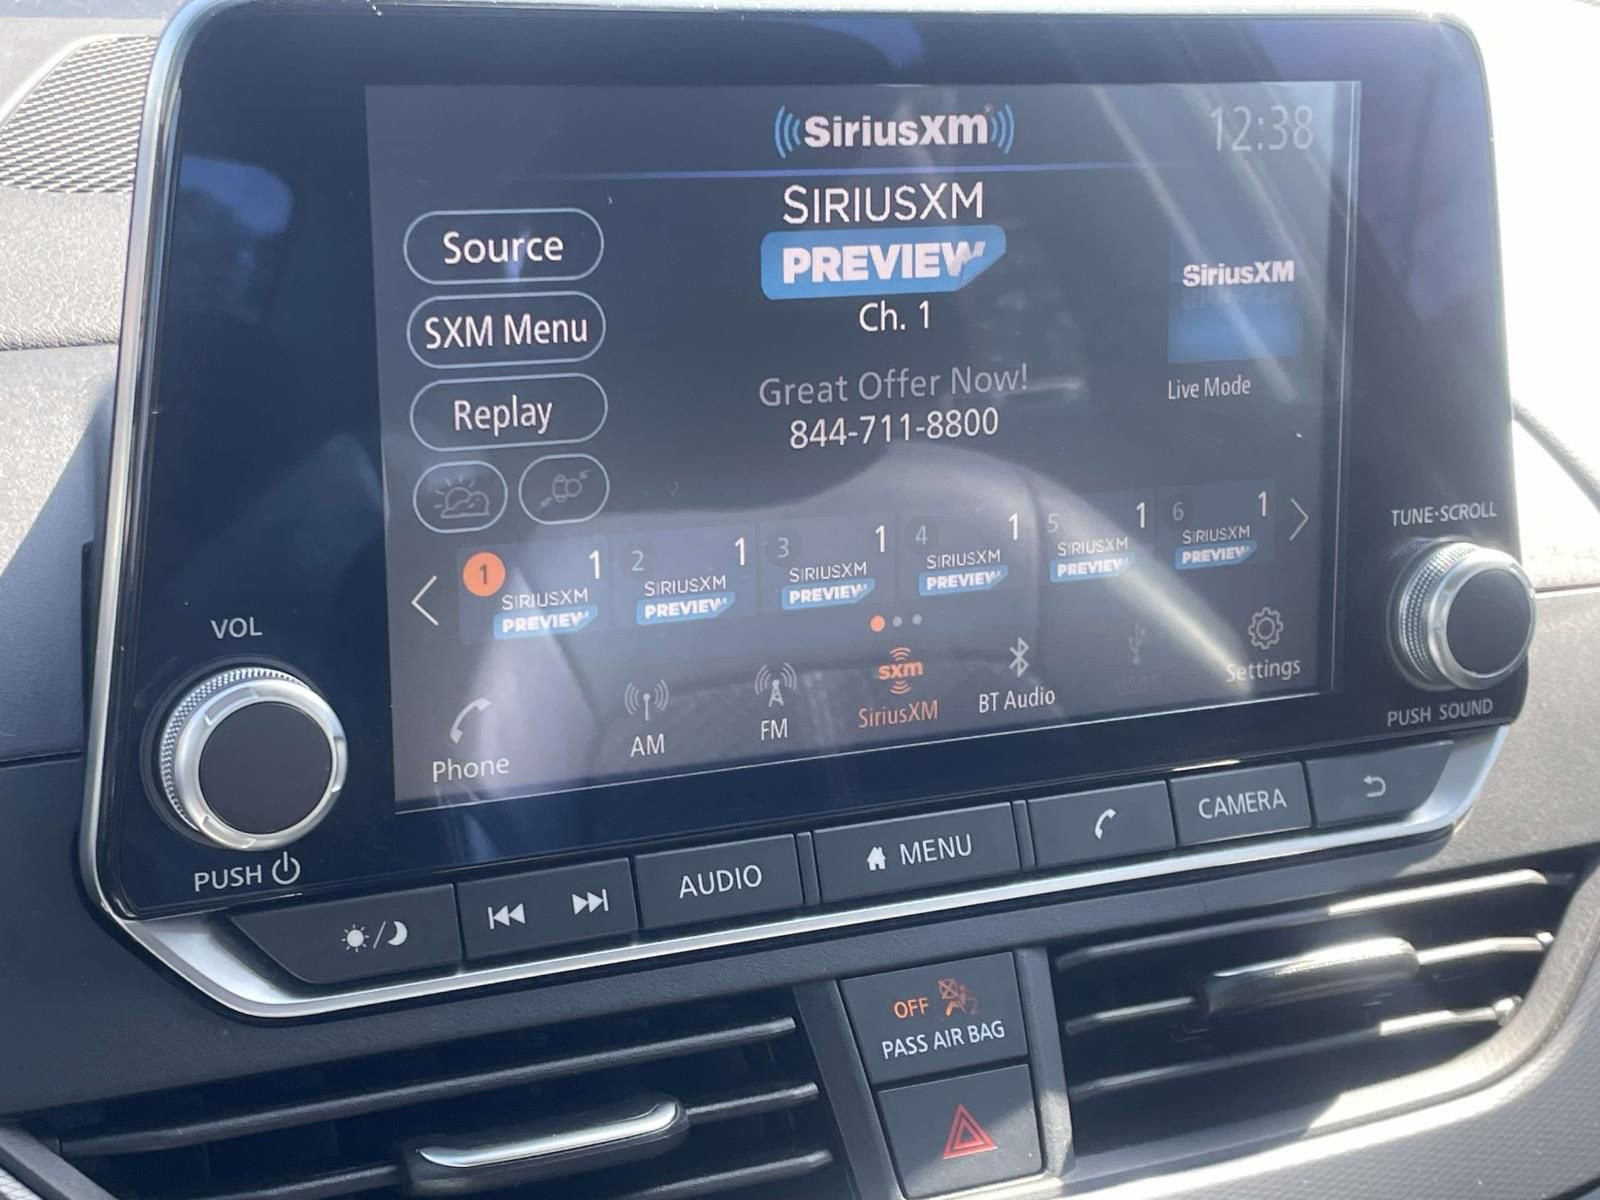 SiriusXM
12:38
SIRIUSXM
PREVIEW
Ch. 1
Source
SXM Menu
Replay
SiriusXM
Live Mode
Great Offer Now!
844-711-8800
1 1 SIRIUSXM PREVIEW
2 1 SIRIUSXM PREVIEW
3 1 SIRIUSXM PREVIEW
4 1 SIRIUSXM PREVIEW
5 1 SIRIUSXM PREVIEW
6 1 SIRIUSXM PREVIEW
Phone
AM
FM
sxm
SiriusXM
BT Audio
Settings
VOL
PUSH
TUNE·SCROLL
PUSH SOUND
AUDIO
MENU
CAMERA
OFF 2
PASS AIR BAG